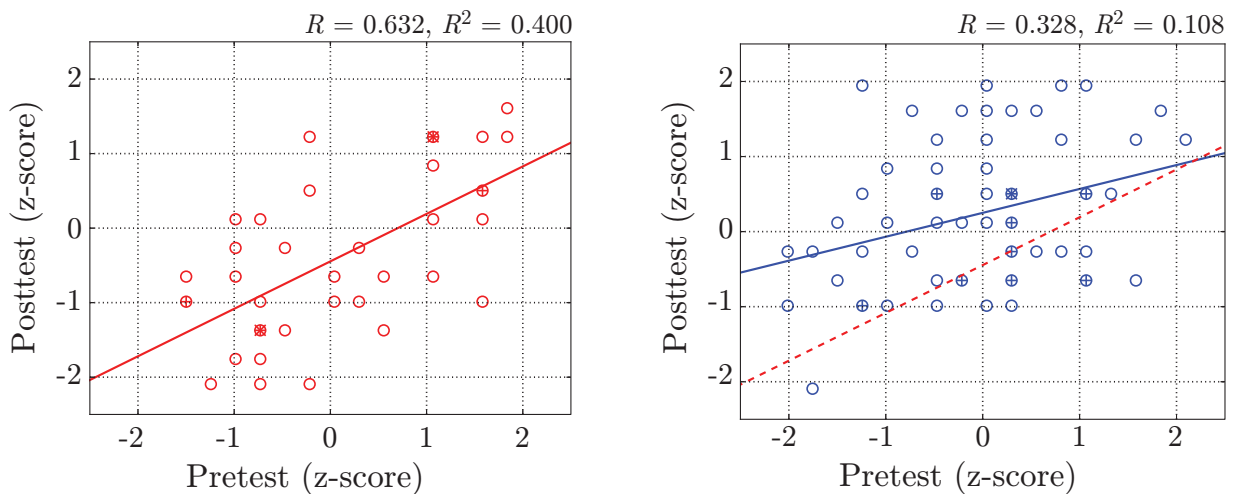 R = 0.632, R² = 0.400
2
1
0
-1
-2
-2 -1 0 1 2
Posttest (z-score)
Pretest (z-score)
R = 0.328, R² = 0.108
2
1
0
-1
-2
-2 -1 0 1 2
Posttest (z-score)
Pretest (z-score)